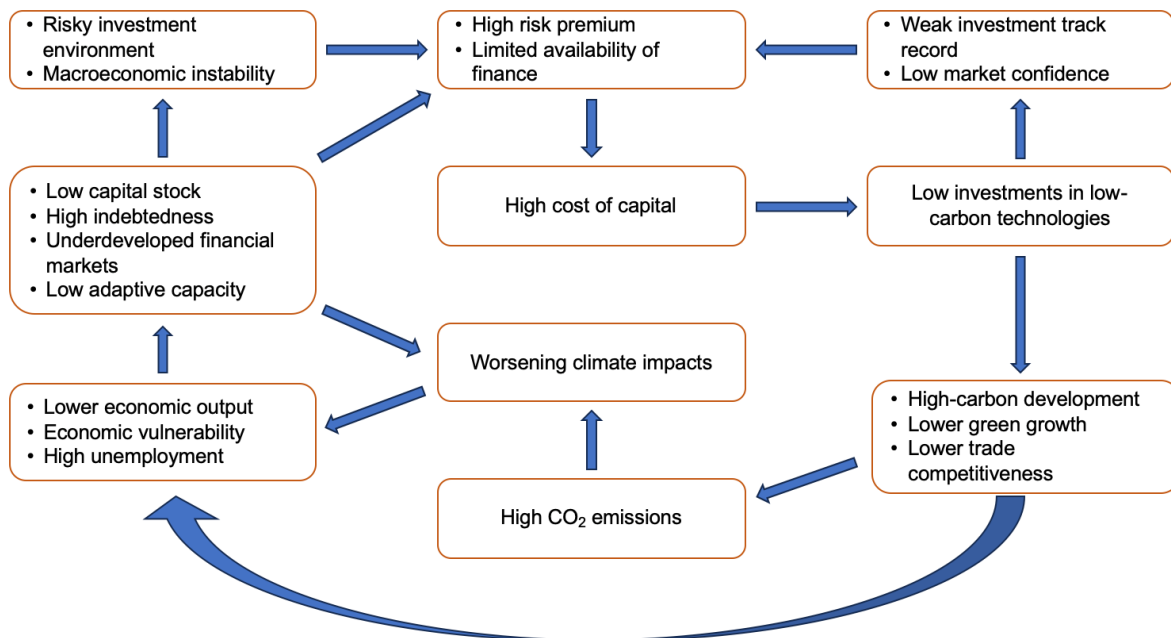 • Risky investment
environment
• Macroeconomic instability
• High risk premium
• Limited availability of
finance
• Weak investment track
record
• Low market confidence
• Low capital stock
• High indebtedness
• Underdeveloped financial
markets
• Low adaptive capacity
High cost of capital
Low investments in low-
carbon technologies
Worsening climate impacts
• Lower economic output
• Economic vulnerability
• High unemployment
• High-carbon development
• Lower green growth
• Lower trade
competitiveness
High CO₂ emissions